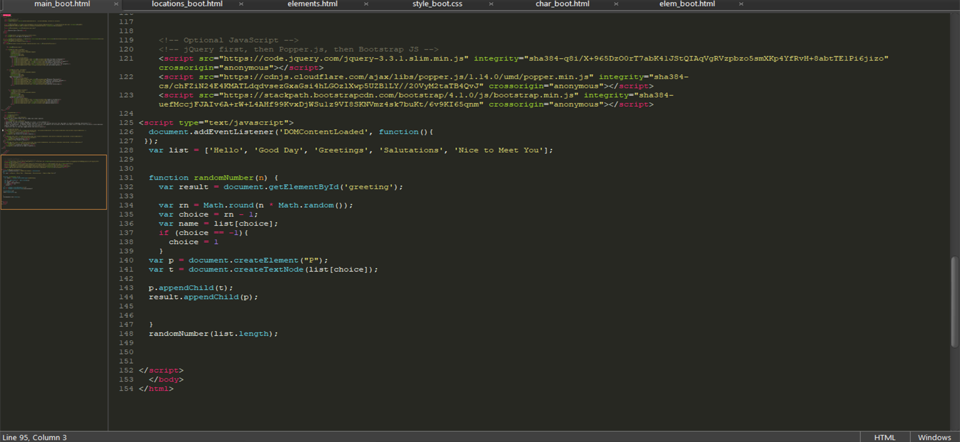 main_boot.html × locations_boot.html × elements.html × style_boot.css × char_boot.html × elem_boot.html ×
117
118
119 <!-- Optional JavaScript -->
120 <!-- jQuery first, then Popper.js, then Bootstrap JS -->
121 <script src="https://code.jquery.com/jquery-3.3.1.slim.min.js" integrity="sha384-q8i/X+965DzO0rT7abK41JStQIAqVgRVzpbzo5smXKp4YfRvH+8abtTE1Pi6jizo"
crossorigin="anonymous"></script>
122 <script src="https://cdnjs.cloudflare.com/ajax/libs/popper.js/1.14.0/umd/popper.min.js" integrity="sha384-
cs/chFZiN24E4KMATLdqdvsezGxaGsi4hLGOzlXwp5UZB1LY//20VyM2taTB4QvJ" crossorigin="anonymous"></script>
123 <script src="https://stackpath.bootstrapcdn.com/bootstrap/4.1.0/js/bootstrap.min.js" integrity="sha384-
uefMccjFJAIv6A+rW+L4AHf99KvxDjWSu1z9VI8SKNVmz4sk7buKt/6v9KI65qnm" crossorigin="anonymous"></script>
124
125 <script type="text/javascript">
126 document.addEventListener('DOMContentLoaded', function(){
127 });
128 var list = ['Hello', 'Good Day', 'Greetings', 'Salutations', 'Nice to Meet You'];
129
130
131 function randomNumber(n) {
132 var result = document.getElementById('greeting');
133
134 var rn = Math.round(n * Math.random());
135 var choice = rn - 1;
136 var name = list[choice];
137 if (choice == -1){
138 choice = 1
139 }
140 var p = document.createElement("P");
141 var t = document.createTextNode(list[choice]);
142
143 p.appendChild(t);
144 result.appendChild(p);
145
146
147 }
148 randomNumber(list.length);
149
150
151
152 </script>
153 </body>
154 </html>
Line 95, Column 3 HTML Windows